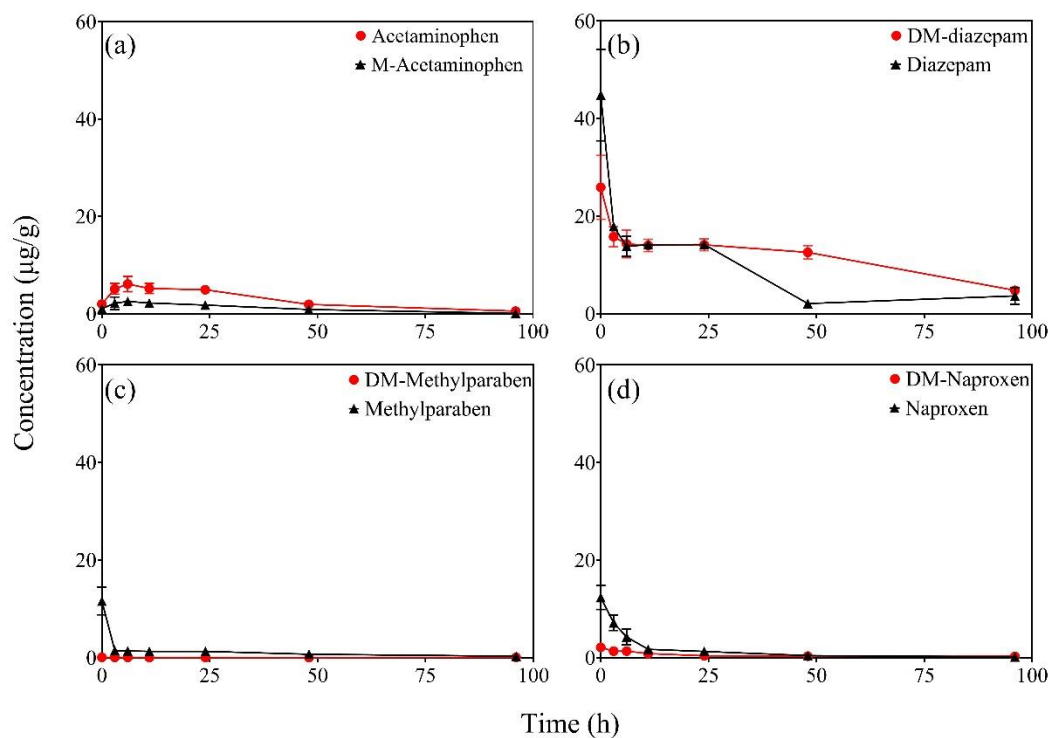 (a)
Acetaminophen
M-Acetaminophen
60
40
20
0
0 25 50 75 100
(b)
DM-diazepam
Diazepam
60
40
20
0
0 25 50 75 100
Concentration (µg/g)
(c)
DM-Methylparaben
Methylparaben
60
40
20
0
0 25 50 75 100
(d)
DM-Naproxen
Naproxen
60
40
20
0
0 25 50 75 100
Time (h)